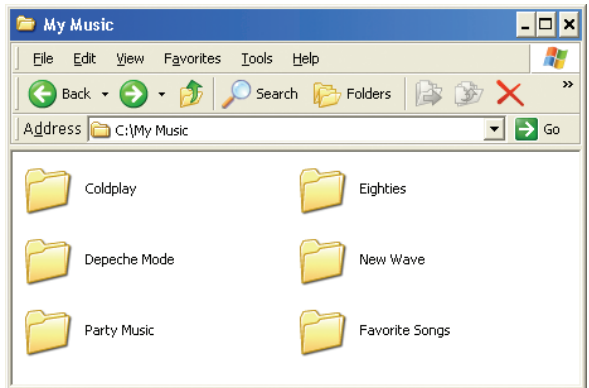 My Music
File Edit View Favorites Tools Help
Back Search Folders »
Address C:\My Music Go
Coldplay Eighties
Depeche Mode New Wave
Party Music Favorite Songs